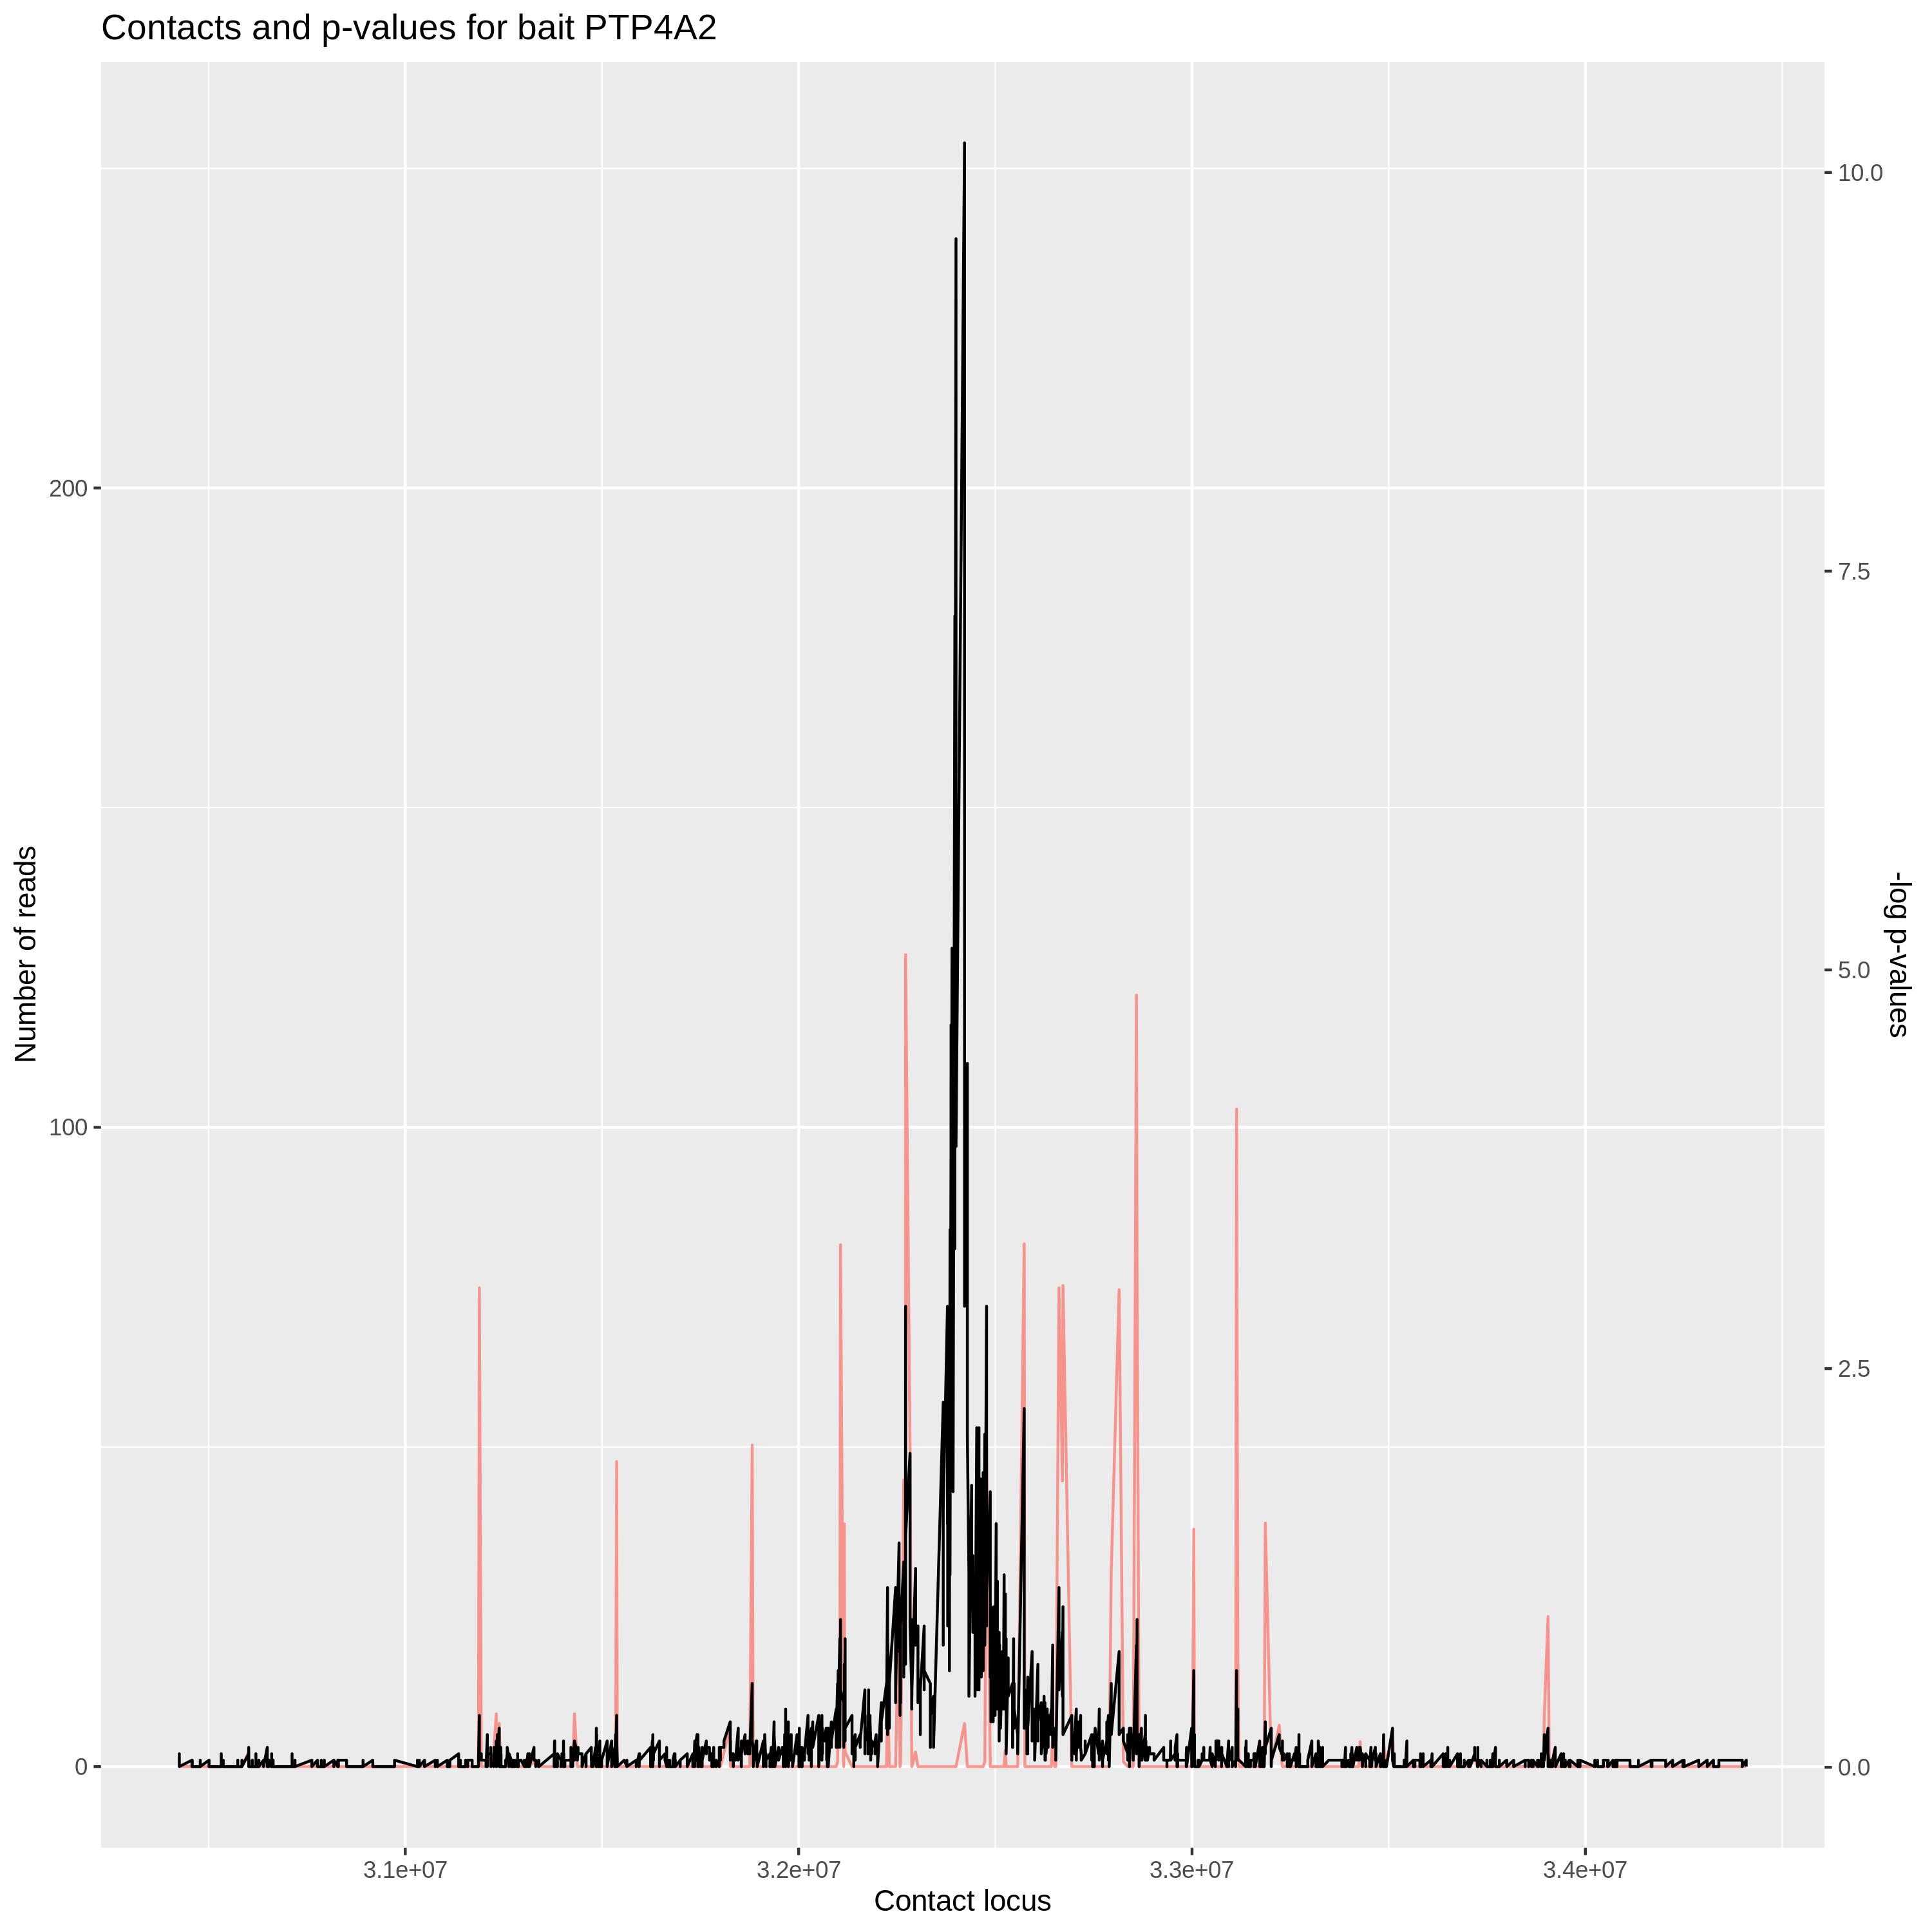 Contacts and p-values for bait PTP4A2
Number of reads
200
100
0
10.0
7.5
5.0
2.5
0.0
-log p-values
3.1e+07
3.2e+07
3.3e+07
3.4e+07
Contact locus